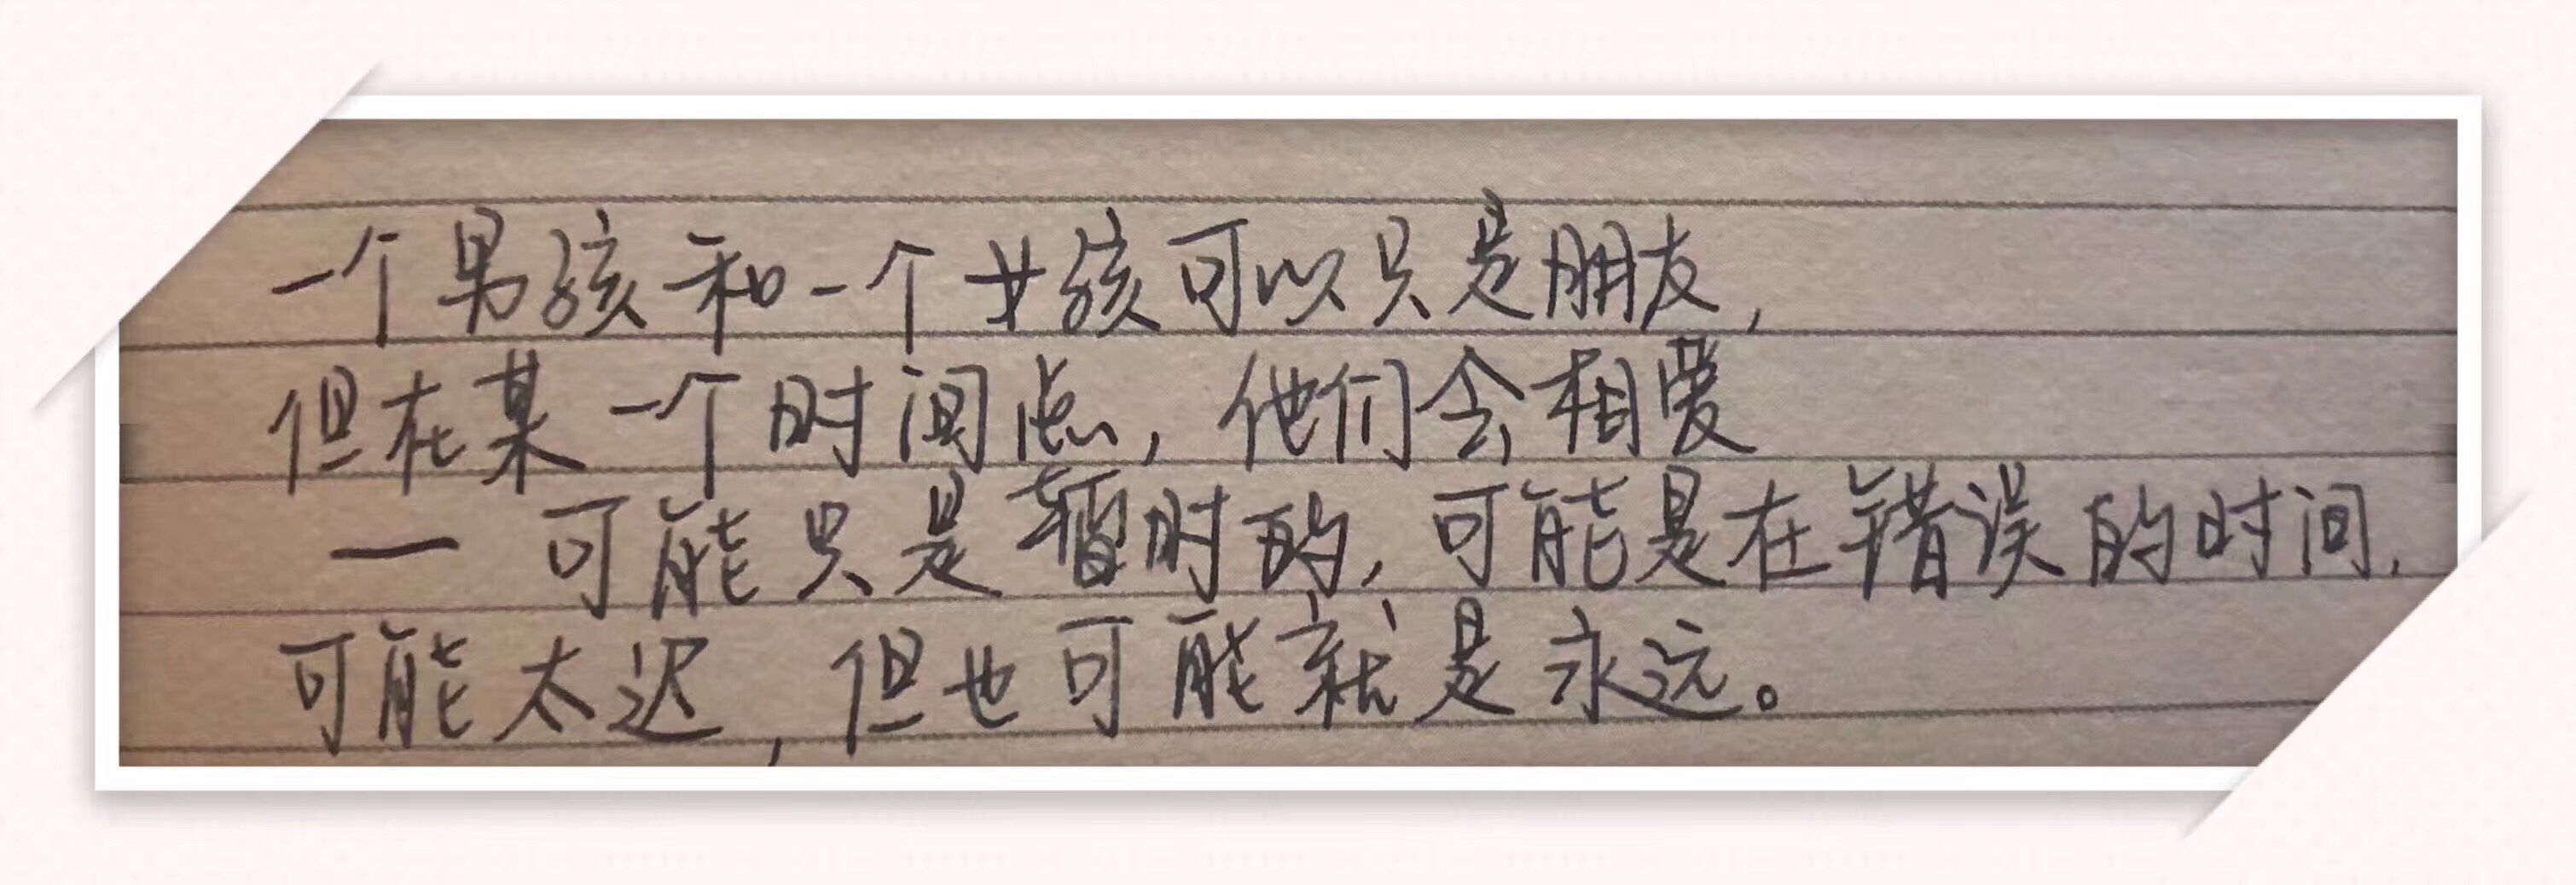 一个男孩和一个女孩可以只是朋友,
但在某一个时间点,他们会相爱
— 可能只是暂时的,可能是在错误的时间,
可能太迟,但也可能就是永远。